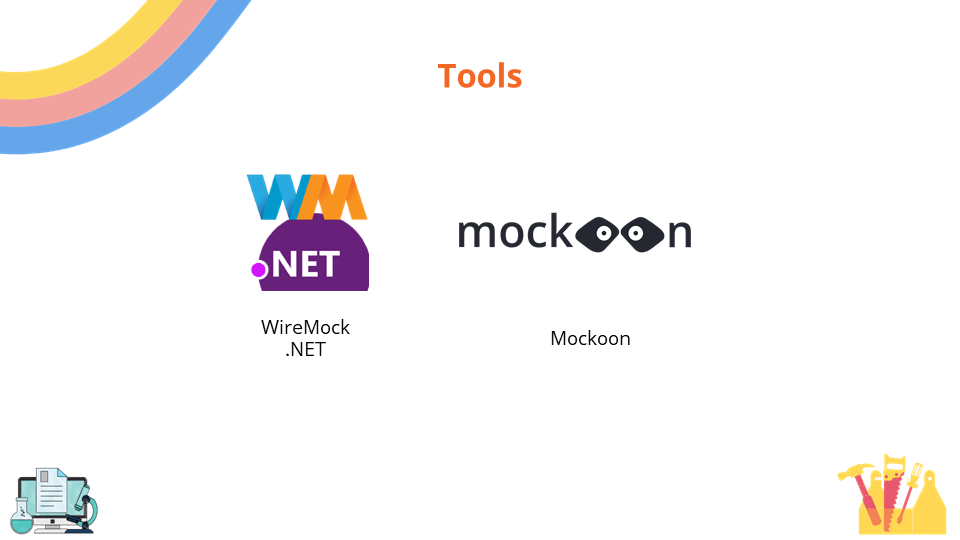 Tools
WM
.NET
mockoon
WireMock
.NET
Mockoon